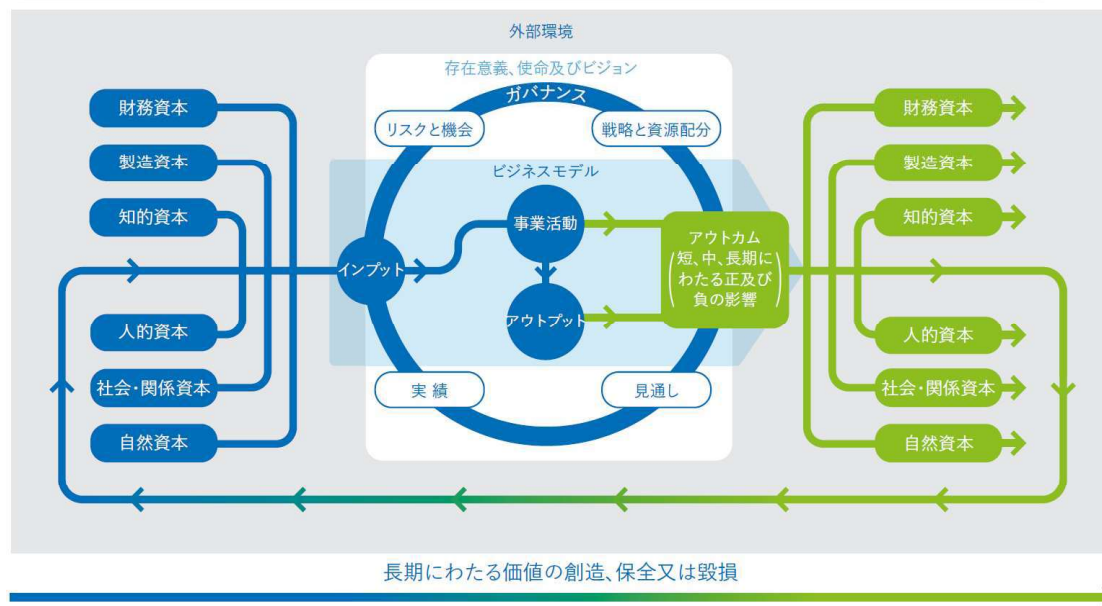 外部環境
存在意義、使命及びビジョン
ガバナンス
リスクと機会
戦略と資源配分
ビジネスモデル
財務資本
製造資本
知的資本
人的資本
社会・関係資本
自然資本
インプット
事業活動
アウトプット
アウトカム
(短、中、長期に
わたる正及び
負の影響)
実績
見通し
財務資本
製造資本
知的資本
人的資本
社会・関係資本
自然資本
長期にわたる価値の創造、保全又は毀損